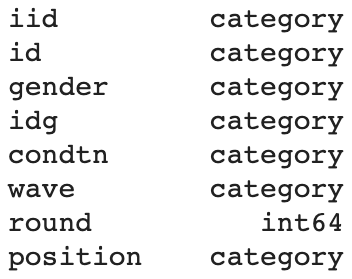 iid category
id category
gender category
idg category
condtn category
wave category
round int64
position category